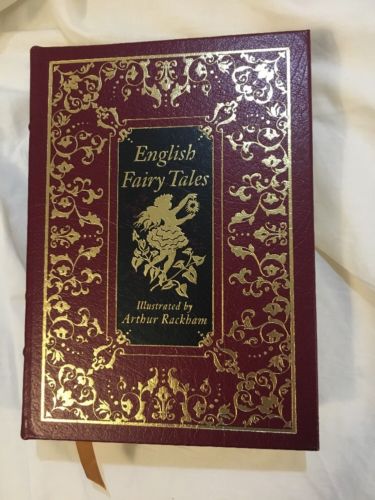 English
Fairy Tales
Illustrated by
Arthur Rackham